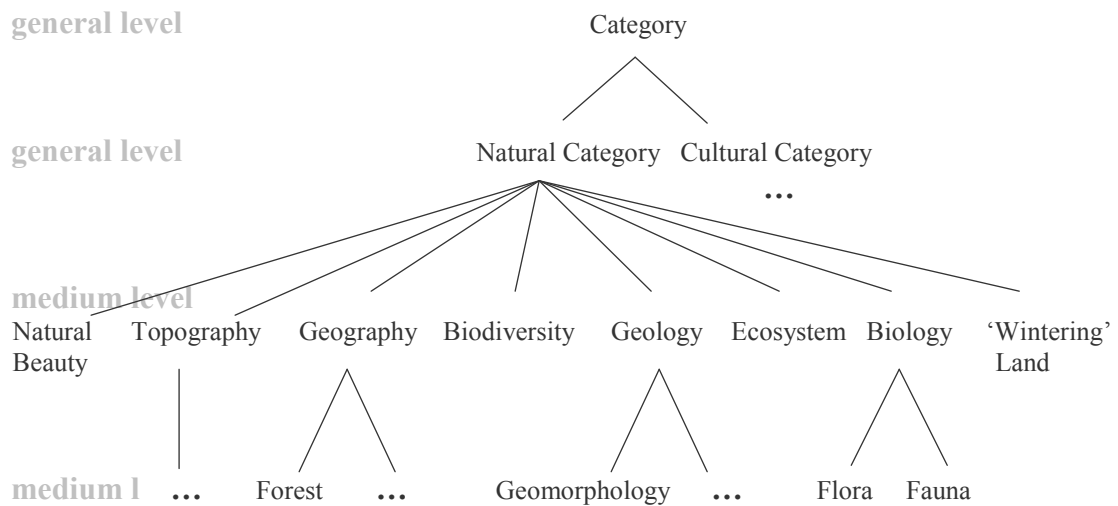 general level Category
general level Natural Category Cultural Category
...
medium level
Natural Topography Geography Biodiversity Geology Ecosystem Biology ‘Wintering’
Beauty Land
medium l ... Forest ... Geomorphology ... Flora Fauna